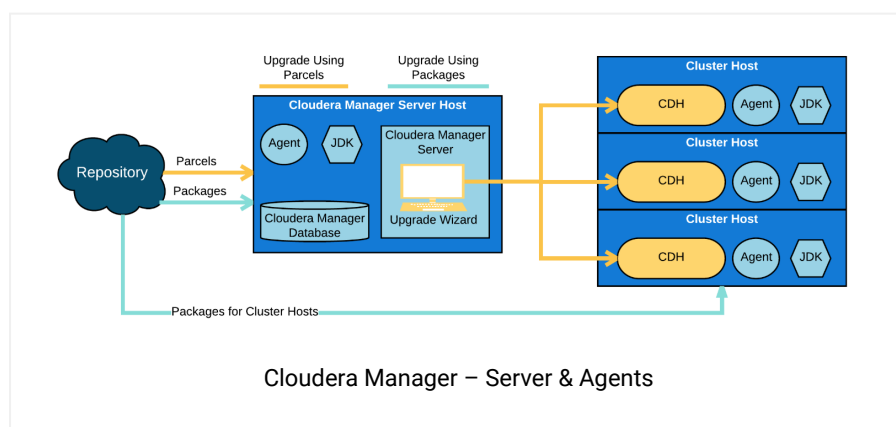 Upgrade Using
Parcels
Upgrade Using
Packages
Cloudera Manager Server Host
Agent
JDK
Cloudera Manager
Server
Upgrade Wizard
Cloudera Manager
Database
Repository
Parcels
Packages
Cluster Host
CDH
Agent
JDK
Cluster Host
CDH
Agent
JDK
Cluster Host
CDH
Agent
JDK
Packages for Cluster Hosts
Cloudera Manager – Server & Agents